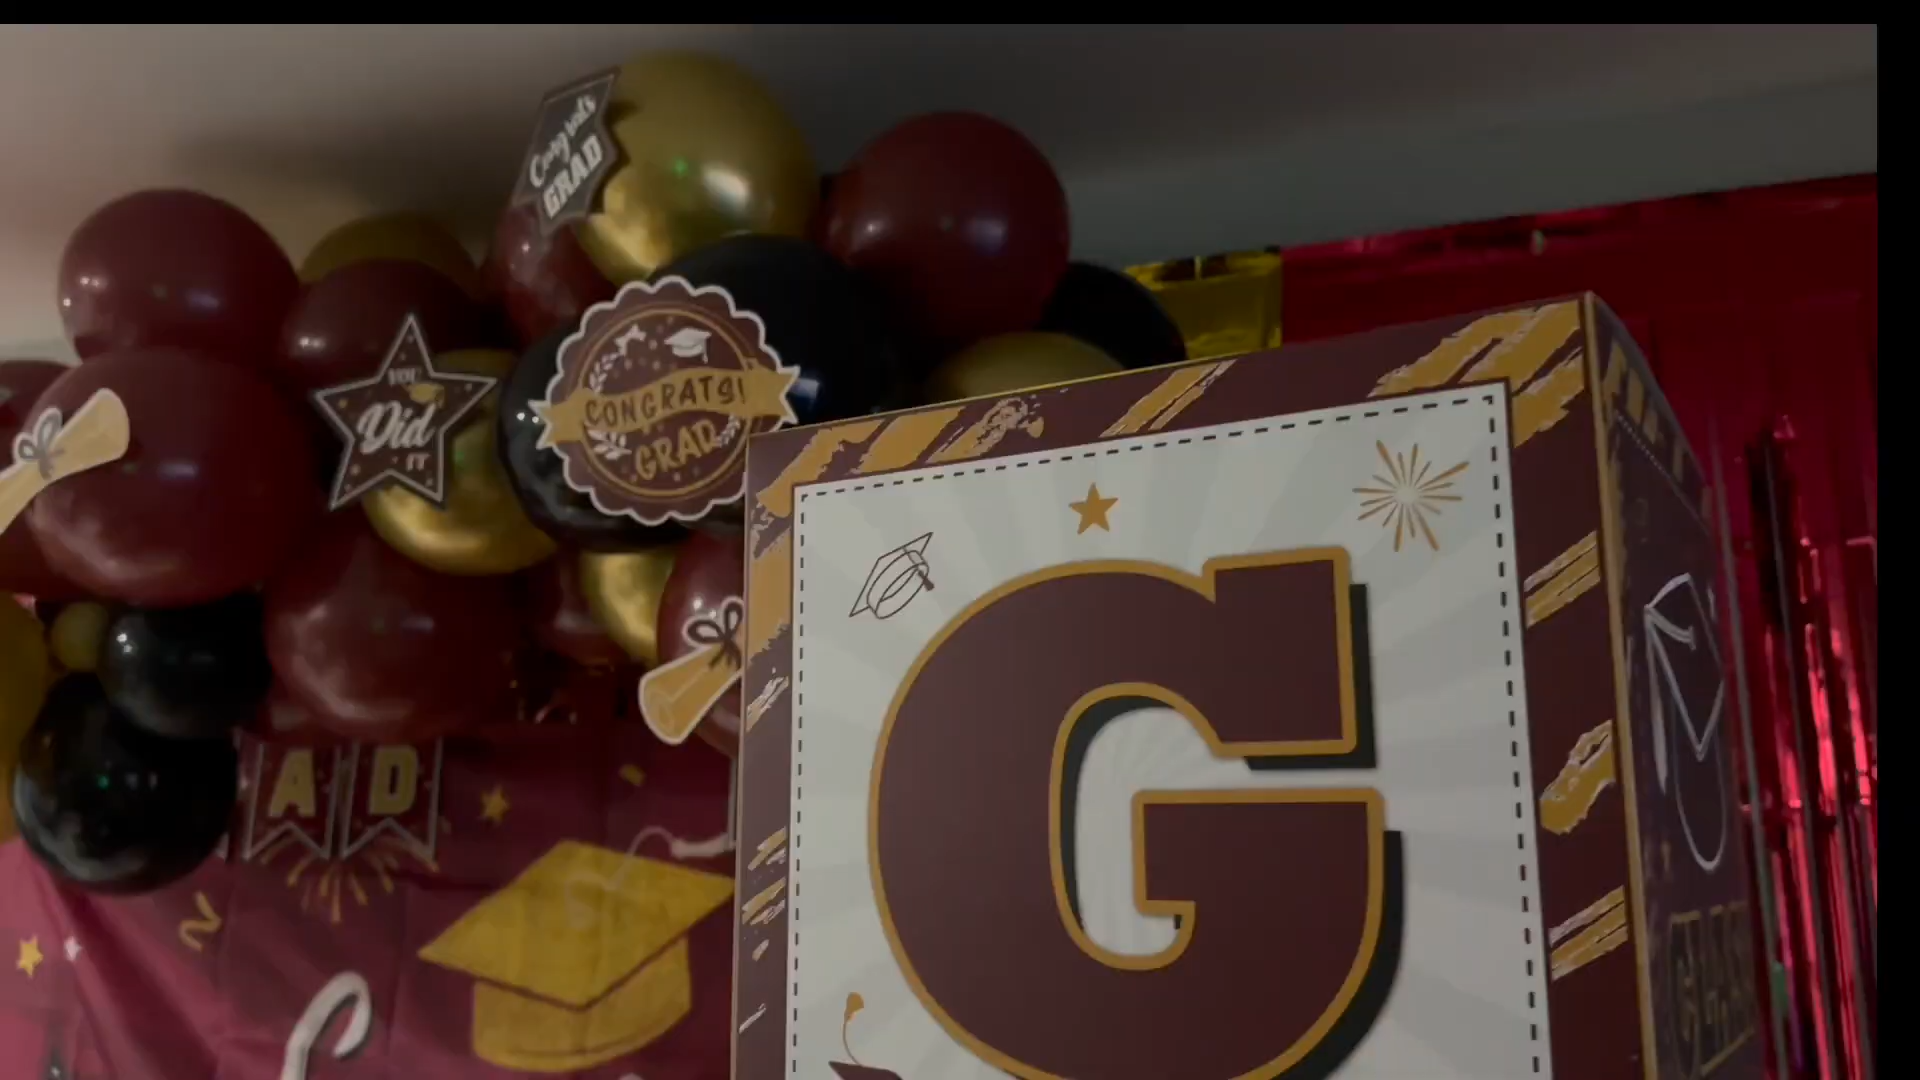 Congrats
GRAD
YOU
Did
IT
CONGRATS!
GRAD
G
A D